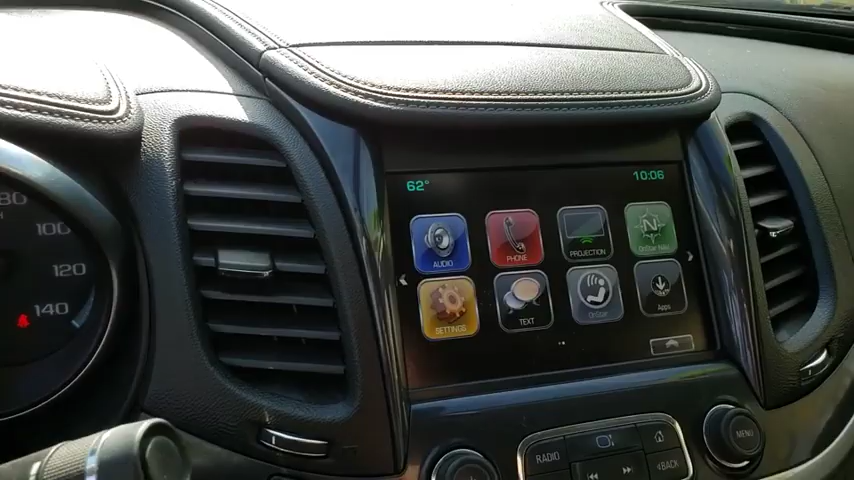 80
100
120
140
62°
10:06
AUDIO
PHONE
PROJECTION
N
OnStar NAV
SETTINGS
TEXT
OnStar
Apps
RADIO
MENU
BACK